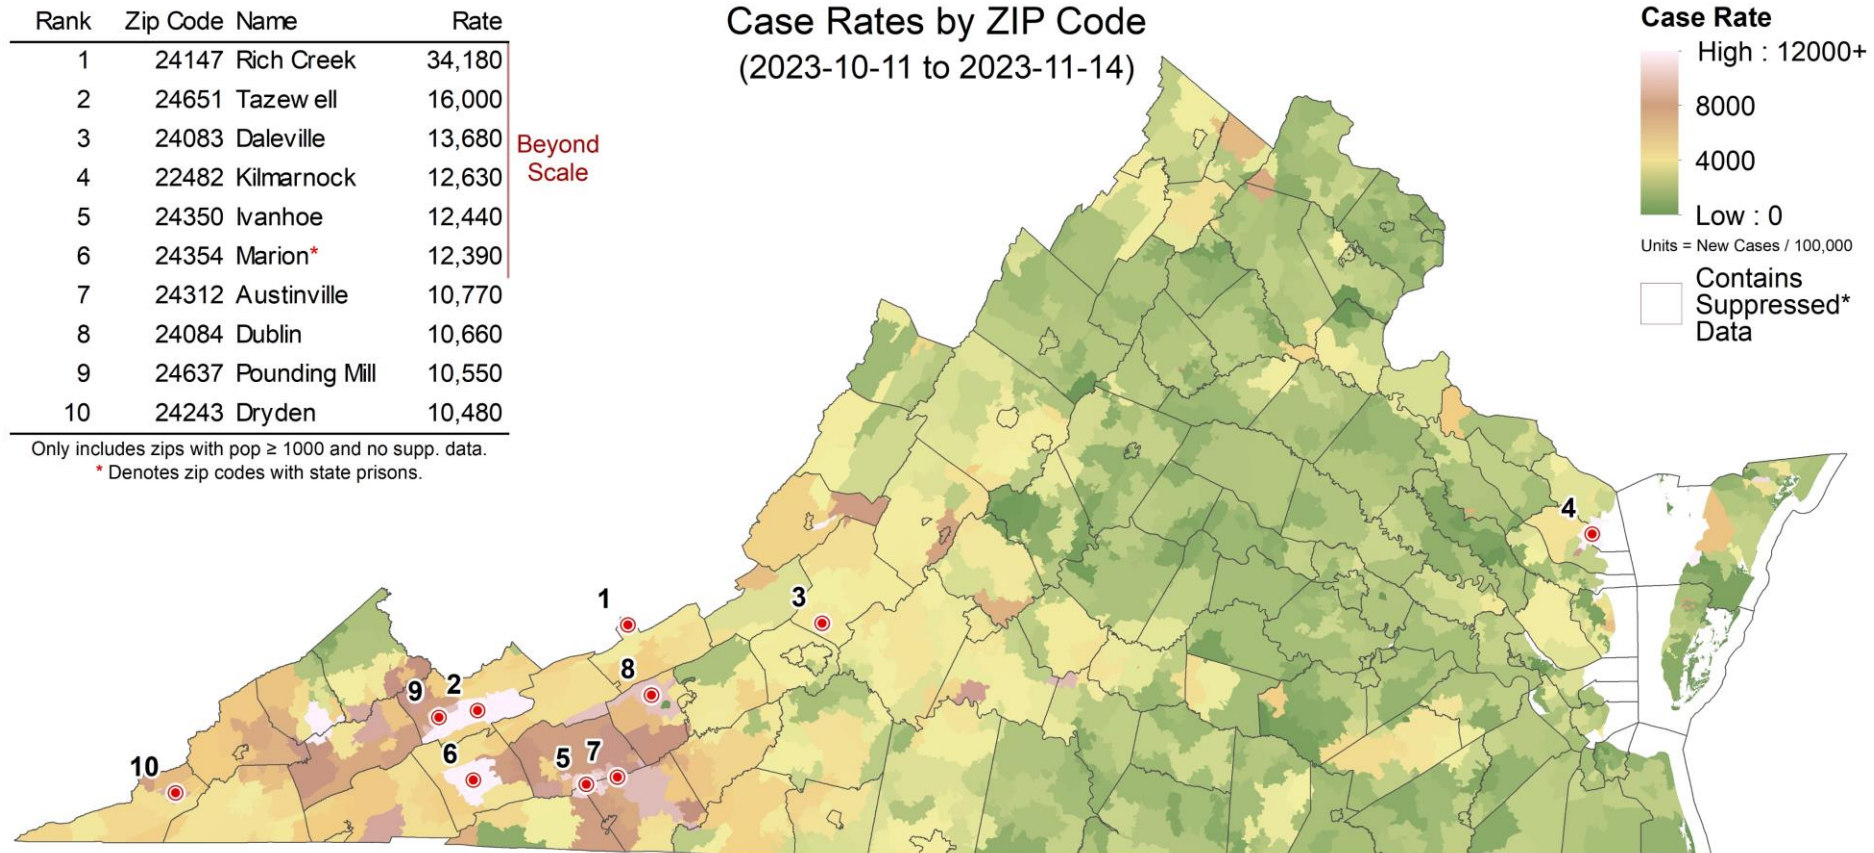 Case Rates by ZIP Code
(2023-10-11 to 2023-11-14)
Rank Zip Code Name Rate
1 24147 Rich Creek 34,180
2 24651 Tazewell 16,000
3 24083 Daleville 13,680
4 22482 Kilmarnock 12,630
5 24350 Ivanhoe 12,440
6 24354 Marion* 12,390
7 24312 Austinville 10,770
8 24084 Dublin 10,660
9 24637 Pounding Mill 10,550
10 24243 Dryden 10,480
Beyond
Scale
Only includes zips with pop ≥ 1000 and no supp. data.
* Denotes zip codes with state prisons.
Case Rate
High : 12000+
8000
4000
Low : 0
Units = New Cases / 100,000
Contains
Suppressed*
Data
4
1
3
8
9 2
6
5 7
10